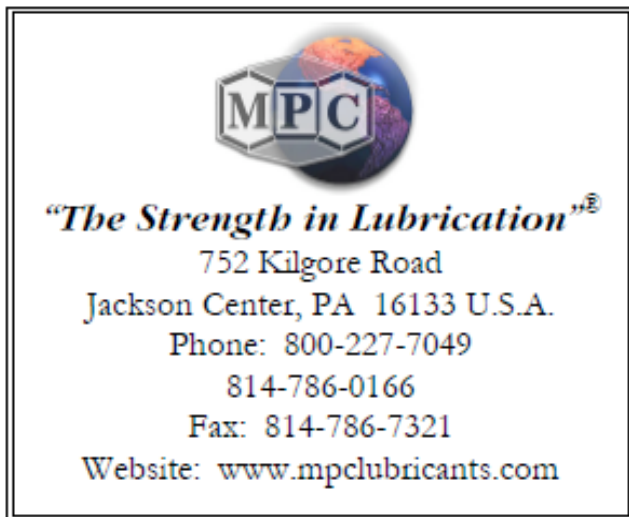 MPC
“The Strength in Lubrication”®
752 Kilgore Road
Jackson Center, PA  16133 U.S.A.
Phone:  800-227-7049
814-786-0166
Fax:  814-786-7321
Website:  www.mpclubricants.com